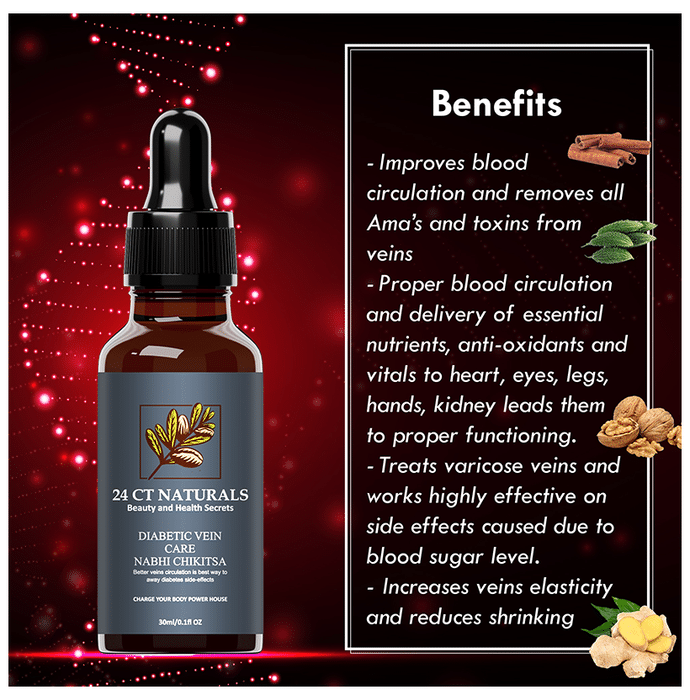 Benefits
- Improves blood
circulation and removes all
Ama's and toxins from
veins
- Proper blood circulation
and delivery of essential
nutrients, anti-oxidants and
vitals to heart, eyes, legs,
hands, kidney leads them
to proper functioning.
- Treats varicose veins and
works highly effective on
side effects caused due to
blood sugar level.
- Increases veins elasticity
and reduces shrinking
24 CT NATURALS
Beauty and Health Secrets
DIABETIC VEIN
CARE
NABHI CHIKITSA
Better veins circulation is best way to
away diabetes side-effects
CHARGE YOUR BODY POWER HOUSE
30ml/0.1fl OZ